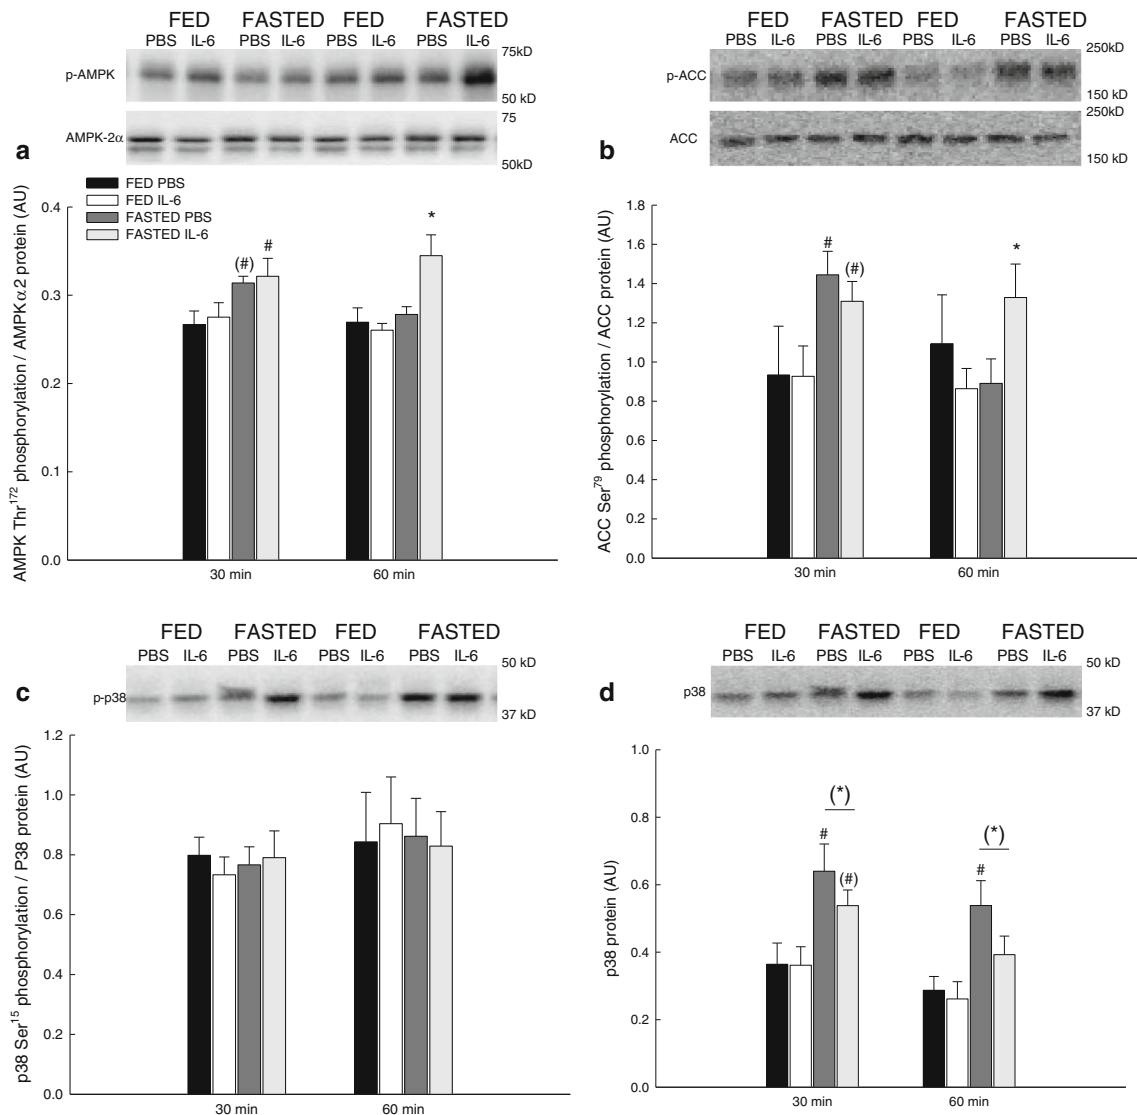 FED FASTED FED FASTED
PBS IL-6 PBS IL-6 PBS IL-6 PBS IL-6
75kD
p-AMPK
50 kD
75
AMPK-2α
50kD
a
FED PBS
FED IL-6
FASTED PBS
FASTED IL-6
AMPK Thr172 phosphorylation / AMPKα2 protein (AU)
0.4
0.3
0.2
0.1
0.0
(#) # *
30 min 60 min
FED FASTED FED FASTED
PBS IL-6 PBS IL-6 PBS IL-6 PBS IL-6
250kD
p-ACC
150 kD
250kD
ACC
150 kD
b
ACC Ser79 phosphorylation / ACC protein (AU)
1.8
1.6
1.4
1.2
1.0
0.8
0.6
0.4
0.2
0.0
# (#) *
30 min 60 min
FED FASTED FED FASTED
PBS IL-6 PBS IL-6 PBS IL-6 PBS IL-6
50 kD
c
p-p38
37 kD
p38 Ser15 phosphorylation / P38 protein (AU)
1.2
1.0
0.8
0.6
0.4
0.2
0.0
30 min 60 min
FED FASTED FED FASTED
PBS IL-6 PBS IL-6 PBS IL-6 PBS IL-6
50 kD
d
p38
37 kD
p38 protein (AU)
1.0
0.8
0.6
0.4
0.2
0.0
(*)
# (#)
(*)
#
30 min 60 min